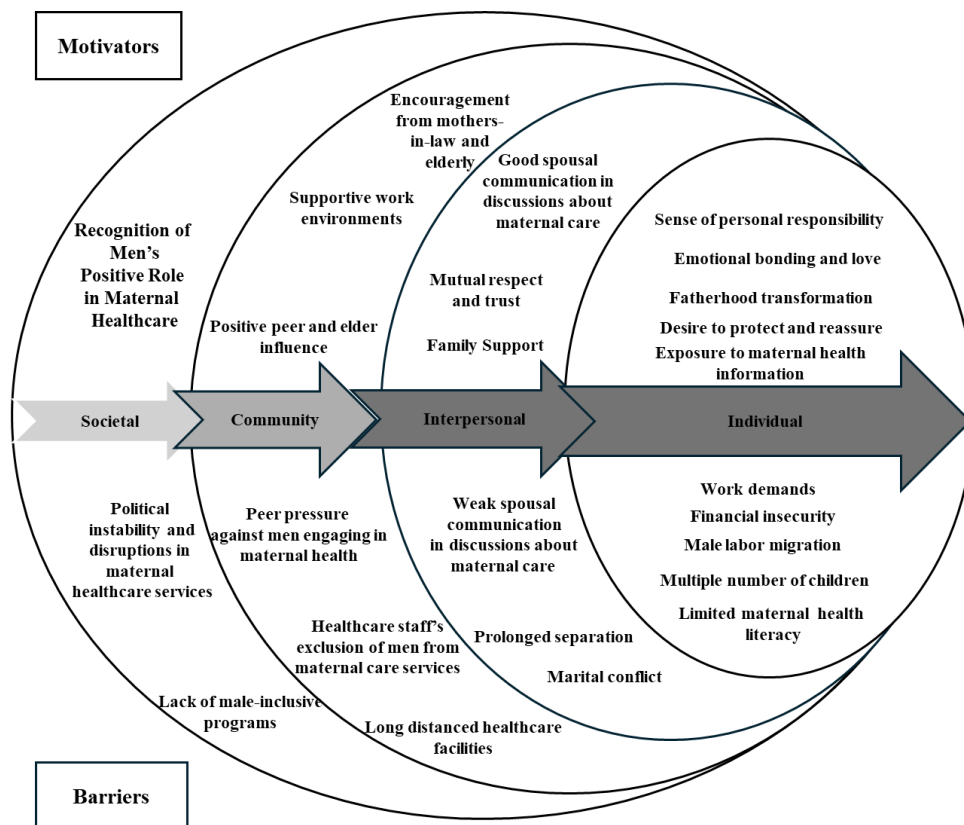 Motivators
Encouragement
from mothers-
in-law and
elderly
Good spousal
communication in
discussions about
maternal care
Supportive work
environments
Recognition of
Men's
Positive Role
in Maternal
Healthcare
Sense of personal responsibility
Emotional bonding and love
Mutual respect
and trust
Fatherhood transformation
Positive peer and elder
influence
Family Support
Desire to protect and reassure
Exposure to maternal health
information
Societal
Community
Interpersonal
Individual
Political
instability and
disruptions in
maternal
healthcare services
Peer pressure
against men engaging in
maternal health
Weak spousal
communication
in discussions about
maternal care
Work demands
Financial insecurity
Male labor migration
Multiple number of children
Limited maternal health
literacy
Healthcare staff's
exclusion of men from
maternal care services
Prolonged separation
Marital conflict
Lack of male-inclusive
programs
Long distanced healthcare
facilities
Barriers